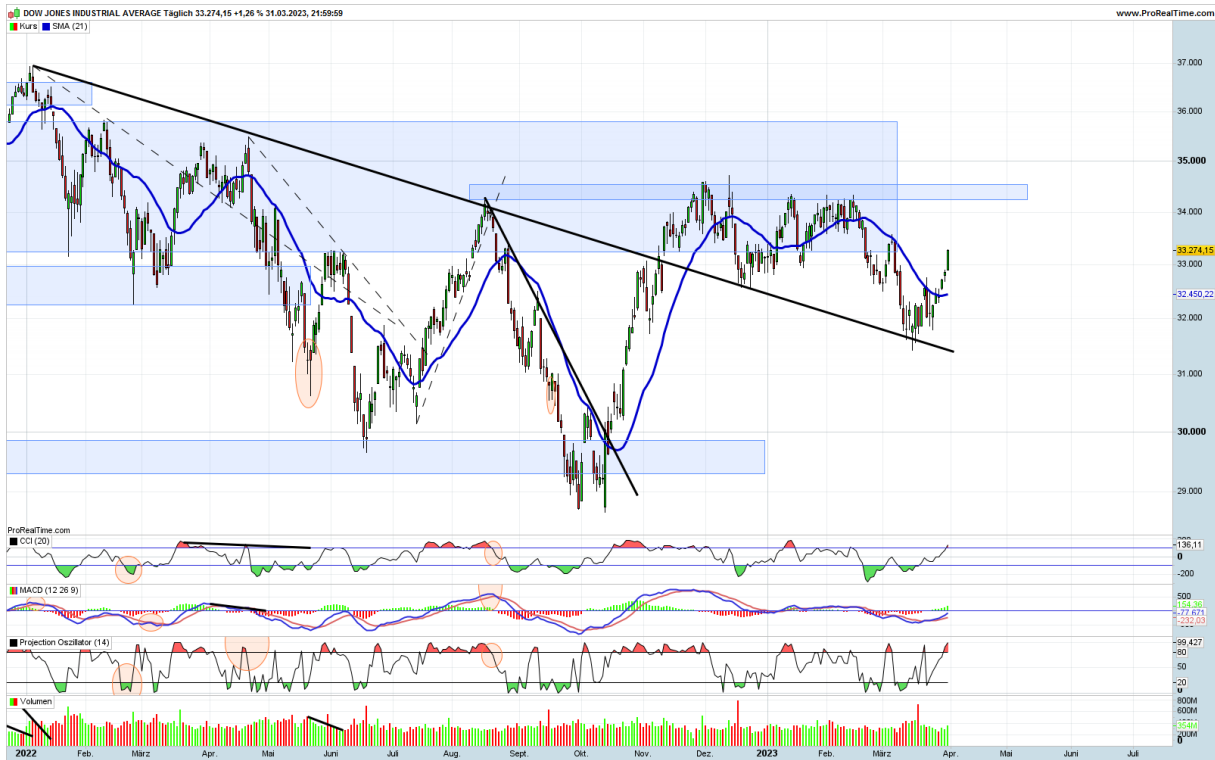 DOW JONES INDUSTRIAL AVERAGE Täglich 33.274,15 +1,26 % 31.03.2023, 21:59:59
www.ProRealTime.com
Kurs SMA (21)
37.000
36.000
35.000
34.000
33.274,15
33.000
32.450,22
32.000
31.000
30.000
29.000
ProRealTime.com
CCI (20)
136,11
0
-200
MACD (12 26 9)
500
154,36
-77,671
-232,03
Projection Oszillator (14)
99,427
80
50
20
0
Volumen
800M
600M
200M
0
2022 Feb. März Apr. Mai Juni Juli Aug. Sept. Okt. Nov. Dez. 2023 Feb. März Apr. Mai Juni Juli